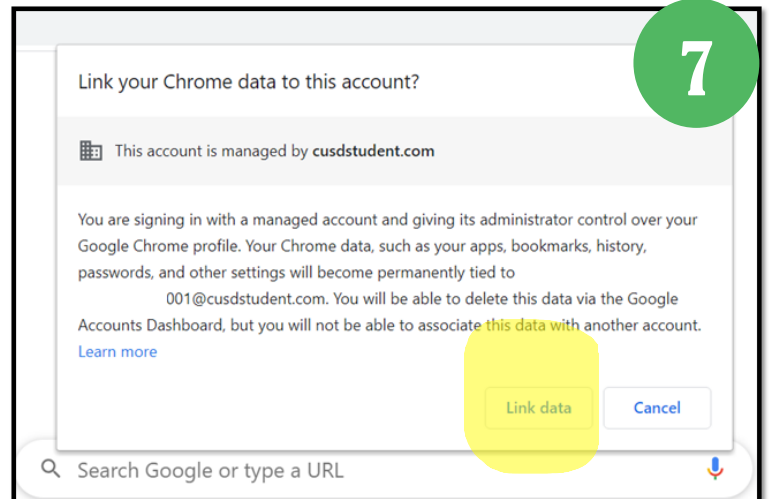 7
Link your Chrome data to this account?
This account is managed by cusdstudent.com
You are signing in with a managed account and giving its administrator control over your
Google Chrome profile. Your Chrome data, such as your apps, bookmarks, history,
passwords, and other settings will become permanently tied to
001@cusdstudent.com. You will be able to delete this data via the Google
Accounts Dashboard, but you will not be able to associate this data with another account.
Learn more
Link data Cancel
Search Google or type a URL